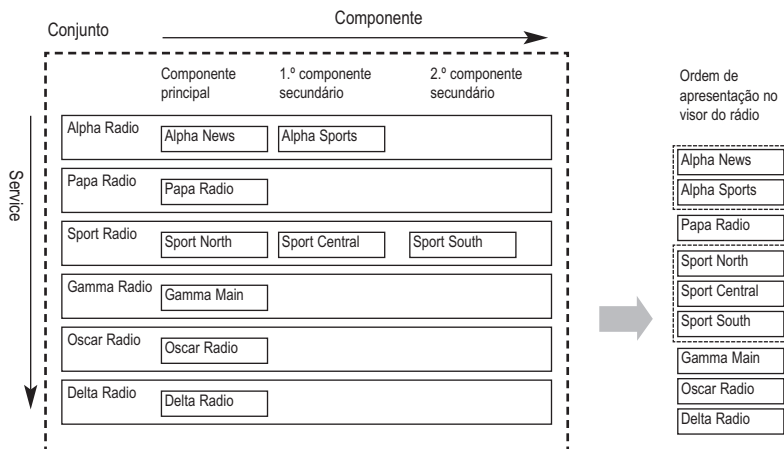 Componente
Conjunto
Componente
principal
1.º componente
secundário
2.º componente
secundário
Service
Alpha Radio
Alpha News
Alpha Sports
Papa Radio
Papa Radio
Sport Radio
Sport North
Sport Central
Sport South
Gamma Radio
Gamma Main
Oscar Radio
Oscar Radio
Delta Radio
Delta Radio
Ordem de
apresentação no
visor do rádio
Alpha News
Alpha Sports
Papa Radio
Sport North
Sport Central
Sport South
Gamma Main
Oscar Radio
Delta Radio